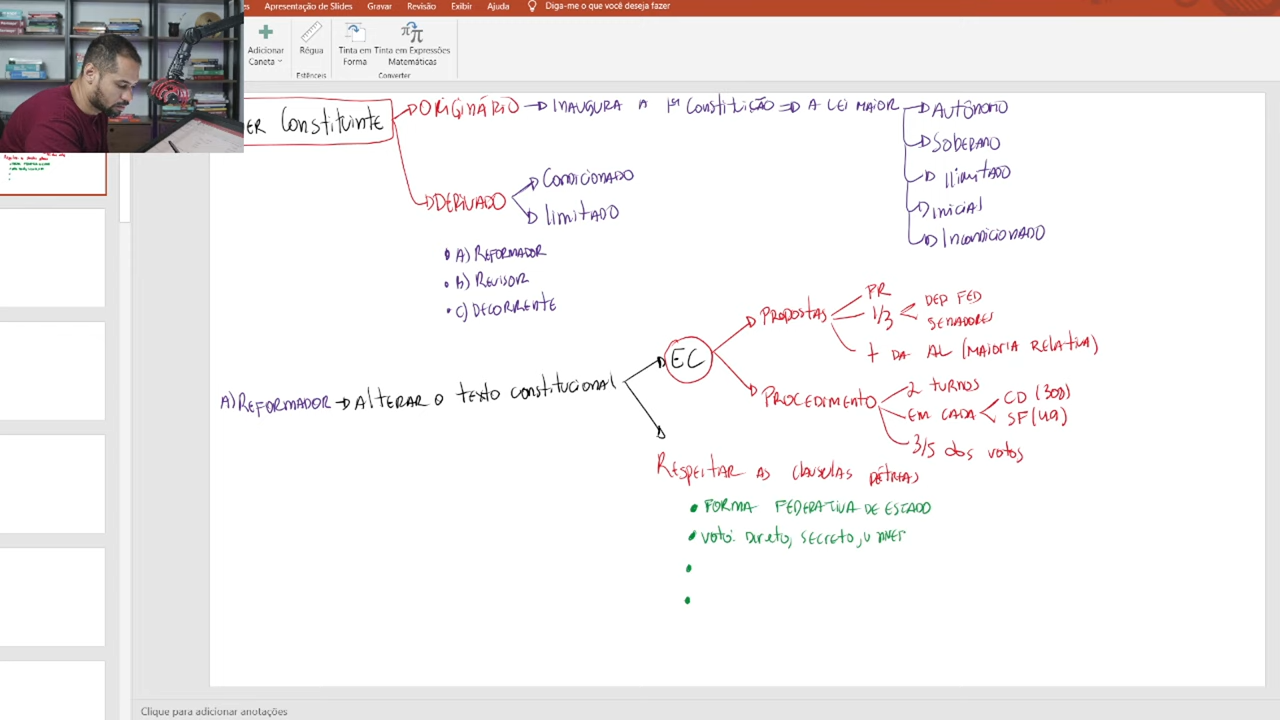 Apresentação de Slides Gravar Revisão Exibir Ajuda Diga-me o que você deseja fazer
Adicionar Caneta
Régua
Tinta em Forma
Tinta em Expressões Matemáticas
Estênceis
Converter
ER Constituinte
ORIGINÁRIO → INAUGURA A 1ª Constituição → A LEI MAIOR → AUTÔNOMO
SOBERANO
Ilimitado
INICIAL
INCONDICIONADO
DERIVADO
CONDICIONADO
limitado
• A) REFORMADOR
• B) REVISOR
• C) DECORRENTE
A) REFORMADOR → Alterar o texto constitucional
EC
PROPOSTAS
PR
1/3
DEP FED
SENADORES
+ DA AL (MAIORIA RELATIVA)
PROCEDIMENTO
2 TURNOS
EM CADA
CD (308)
SF (49)
3/5 dos votos
Respeitar as cláusulas pétreas
• FORMA FEDERATIVA DE ESTADO
• voto: direto, secreto,
•
•
Clique para adicionar anotações